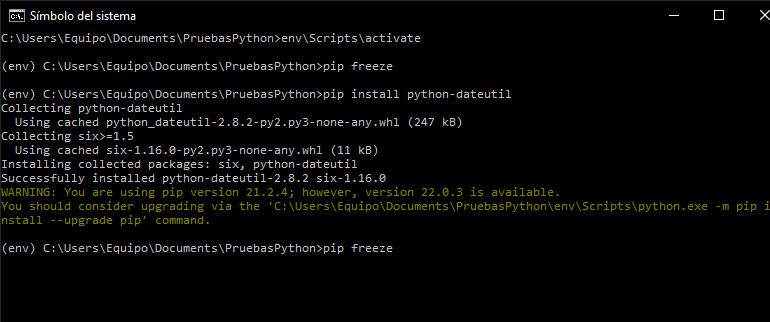 Símbolo del sistema
C:\Users\Equipo\Documents\PruebasPython>env\Scripts\activate
(env) C:\Users\Equipo\Documents\PruebasPython>pip freeze
(env) C:\Users\Equipo\Documents\PruebasPython>pip install python-dateutil
Collecting python-dateutil
  Using cached python_dateutil-2.8.2-py2.py3-none-any.whl (247 kB)
Collecting six>=1.5
  Using cached six-1.16.0-py2.py3-none-any.whl (11 kB)
Installing collected packages: six, python-dateutil
Successfully installed python-dateutil-2.8.2 six-1.16.0
WARNING: You are using pip version 21.2.4; however, version 22.0.3 is available.
You should consider upgrading via the 'C:\Users\Equipo\Documents\PruebasPython\env\Scripts\python.exe -m pip i
nstall --upgrade pip' command.
(env) C:\Users\Equipo\Documents\PruebasPython>pip freeze